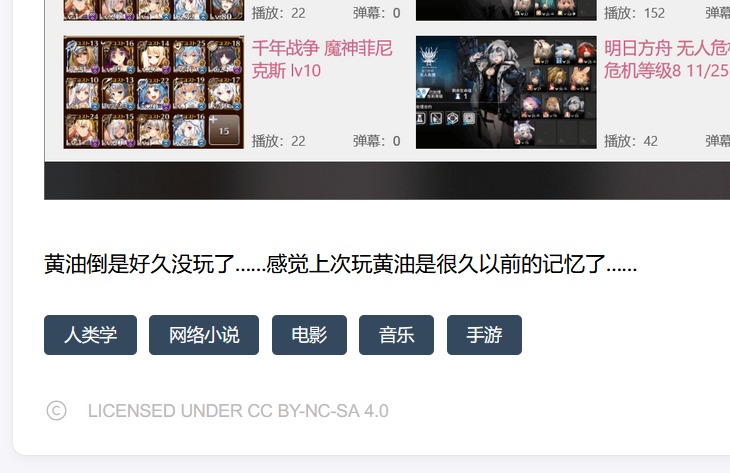 播放：22 弹幕：0 播放：152 弹幕
千年战争 魔神菲尼克斯 lv10
播放：22 弹幕：0
明日方舟 无人危
危机等级8 11/25
播放：42 弹幕
15
黄油倒是好久没玩了……感觉上次玩黄油是很久以前的记忆了……
人类学 网络小说 电影 音乐 手游
LICENSED UNDER CC BY-NC-SA 4.0